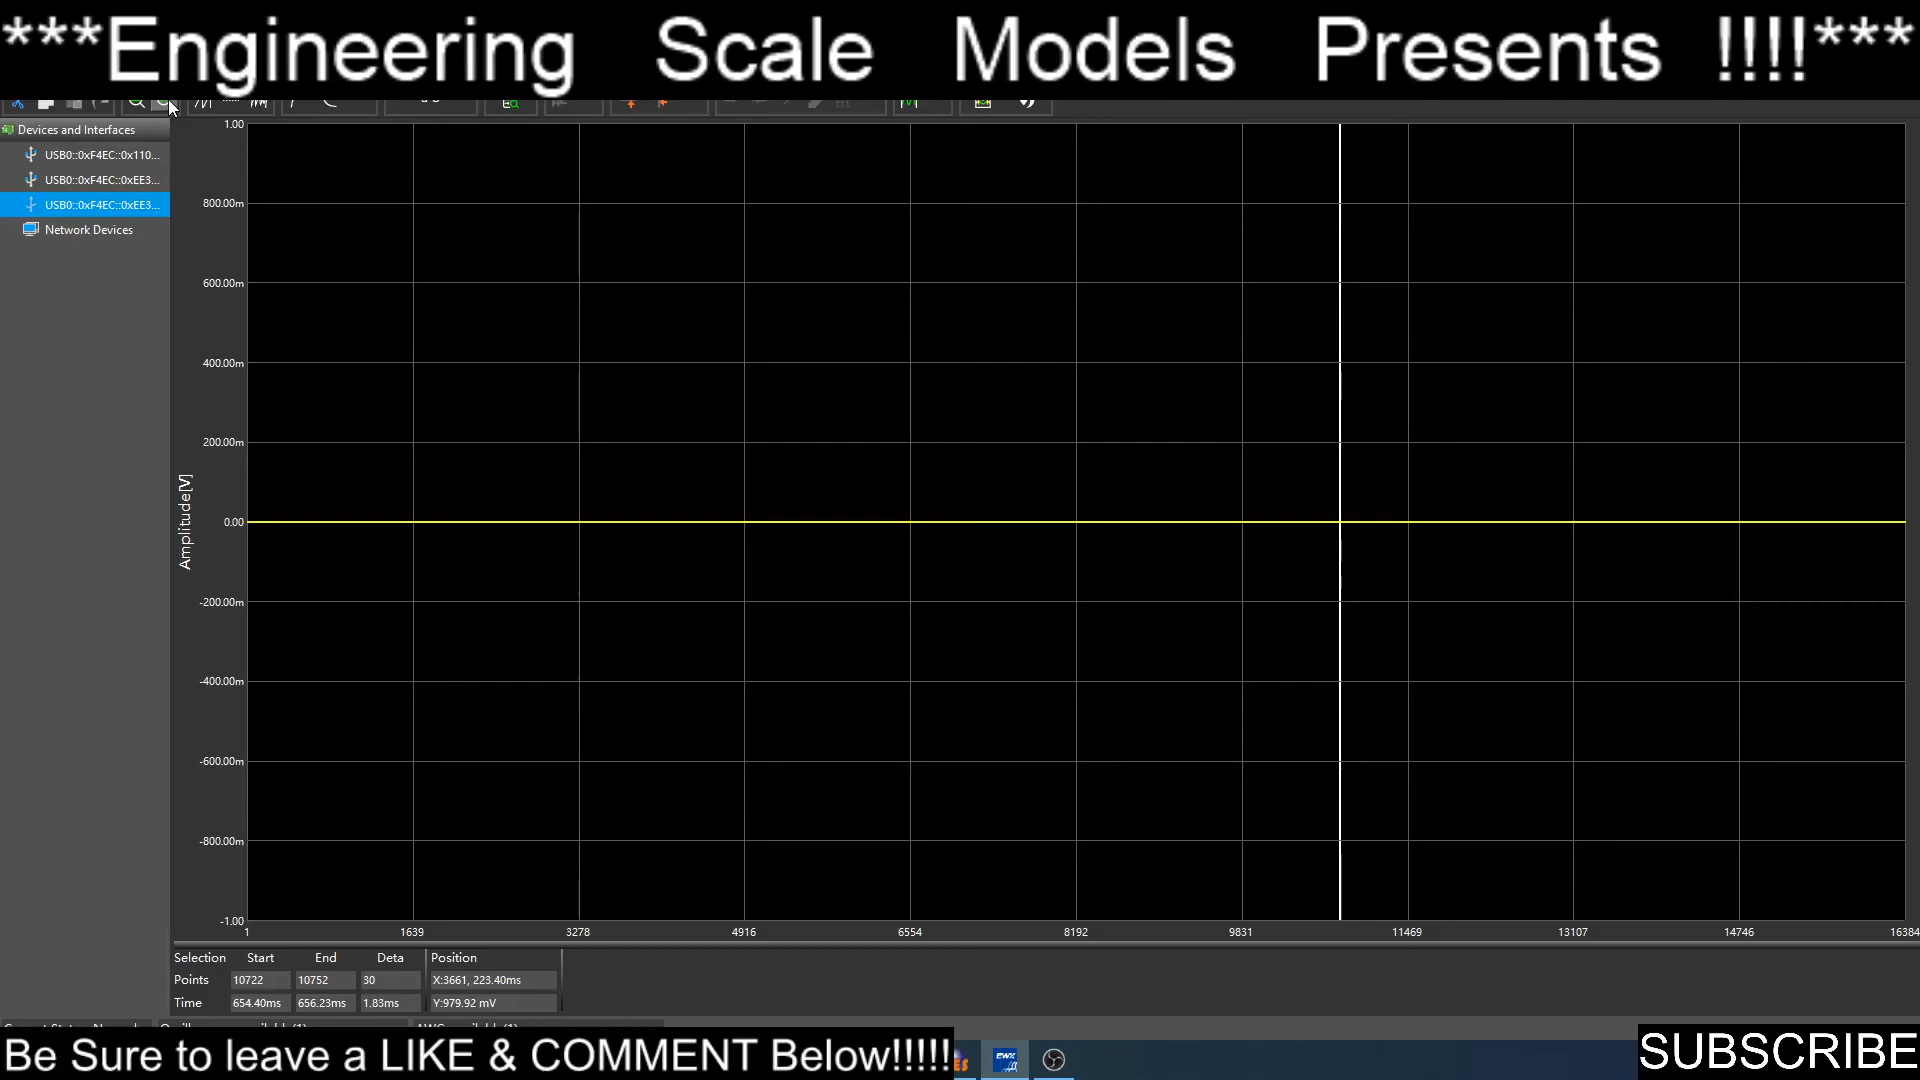 ***Engineering Scale Models Presents !!!!***
Devices and Interfaces
USB0::0xF4EC::0x110...
USB0::0xF4EC::0xEE3...
USB0::0xF4EC::0xEE3...
Network Devices
Amplitude[V]
1.00
800.00m
600.00m
400.00m
200.00m
0.00
-200.00m
-400.00m
-600.00m
-800.00m
-1.00
1 1639 3278 4916 6554 8192 9831 11469 13107 14746 16384
Selection Start End Deta Position
Points 10722 10752 30 X:3661, 223.40ms
Time 654.40ms 656.23ms 1.83ms Y:979.92 mV
Be Sure to leave a LIKE & COMMENT Below!!!!!
EWX
SUBSCRIBE